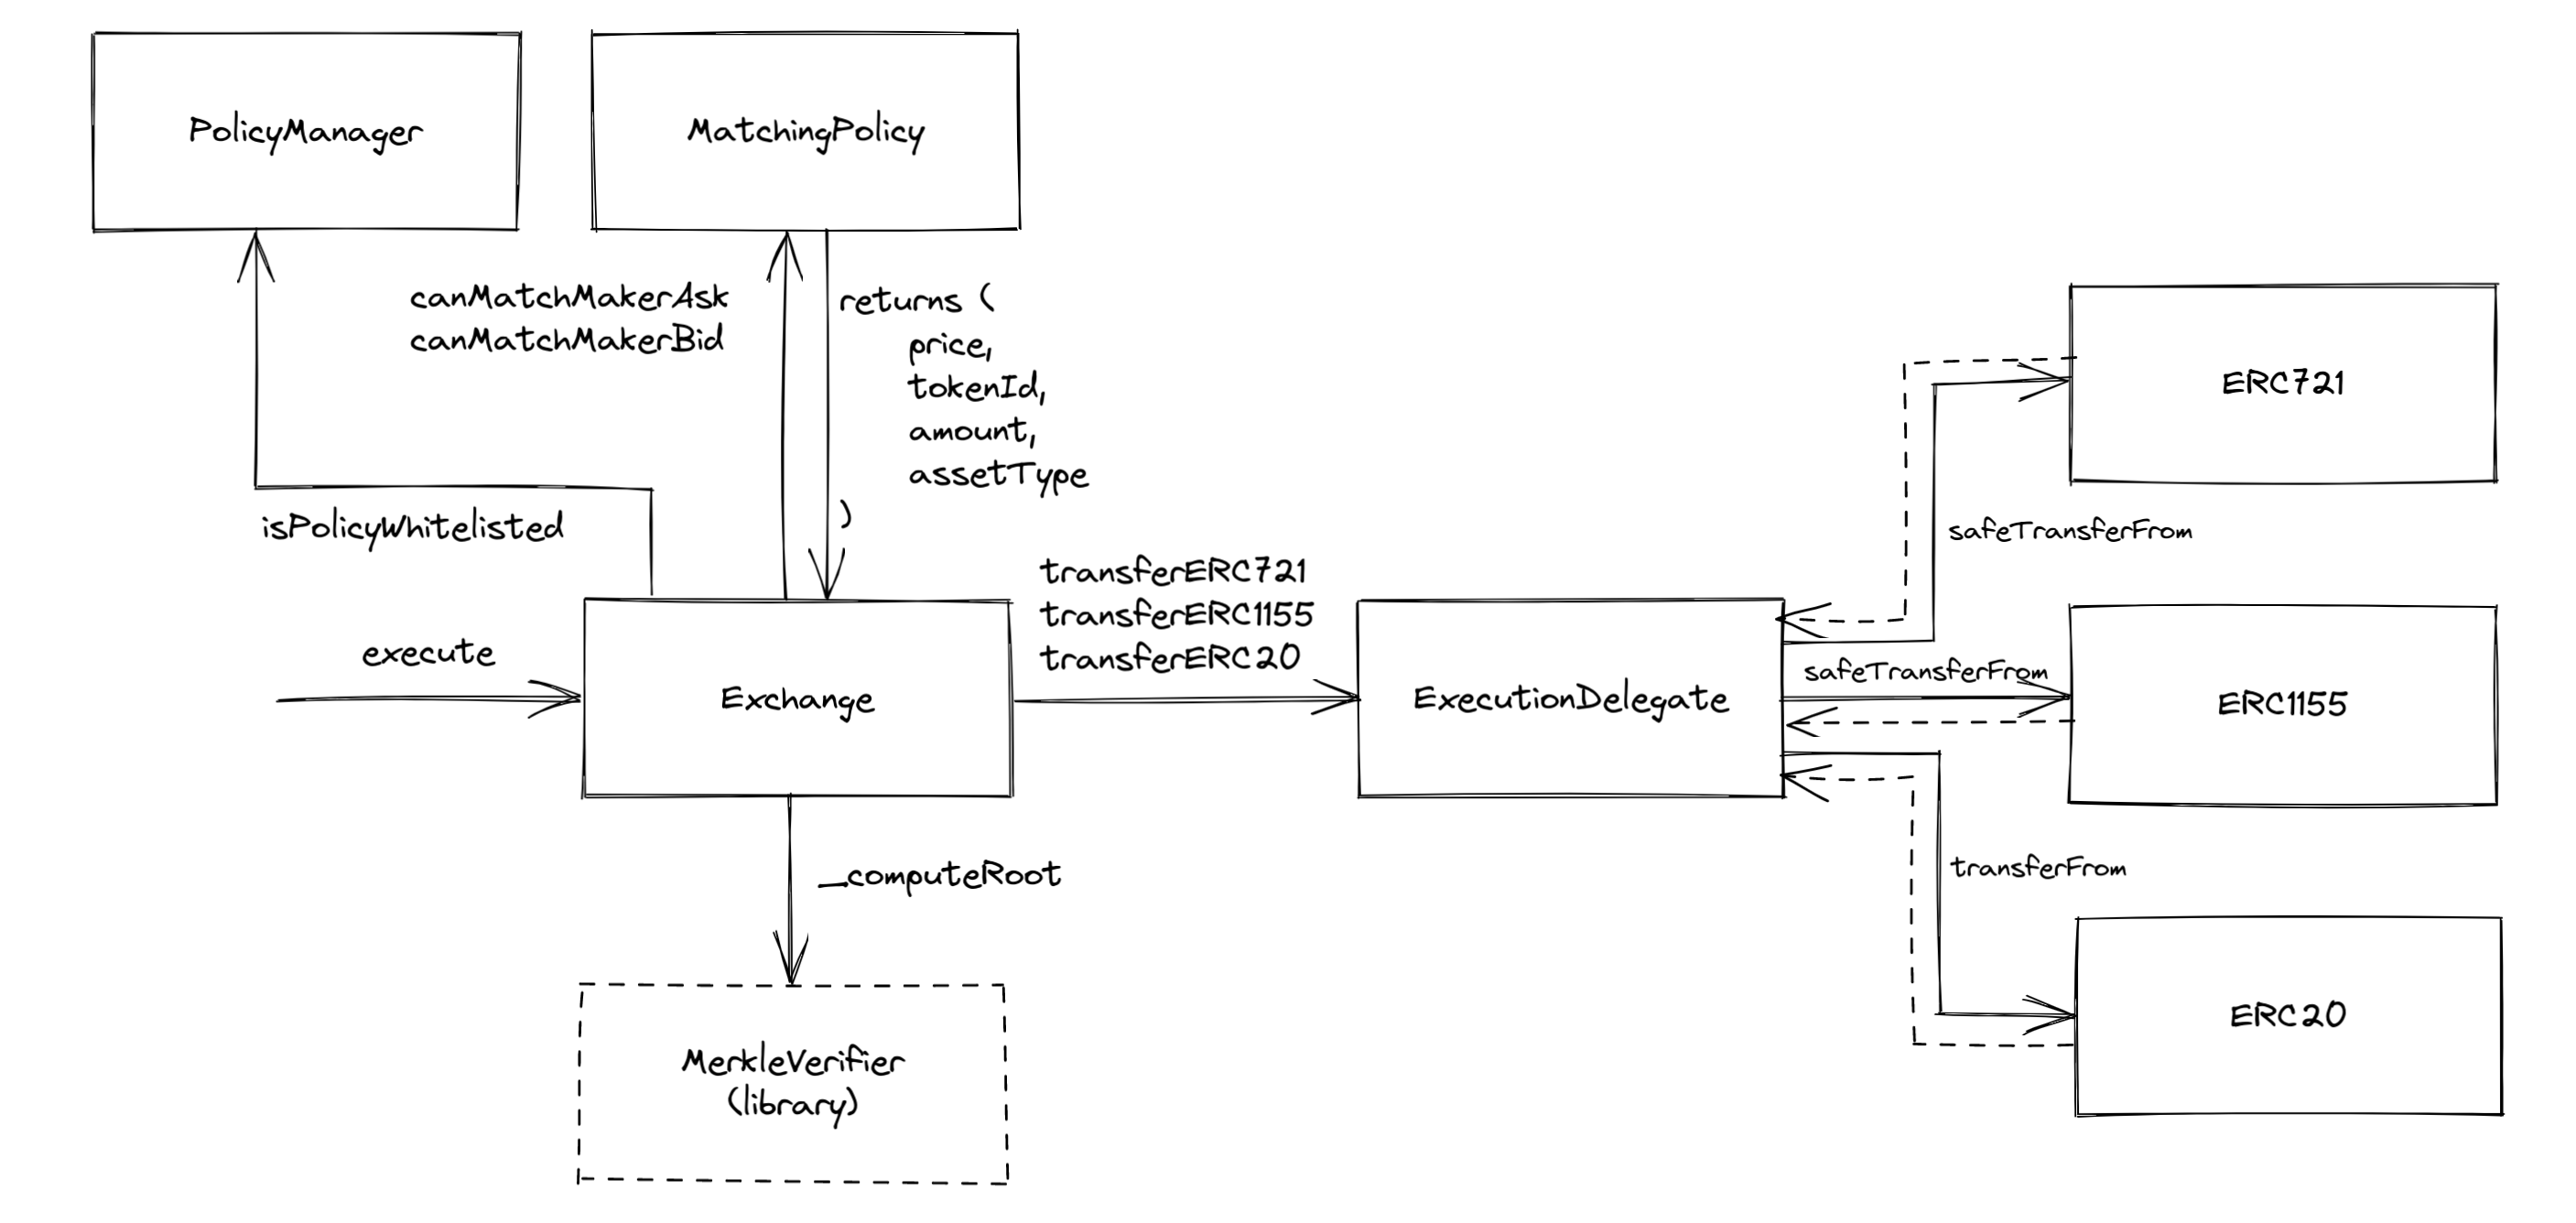 PolicyManager
MatchingPolicy
canMatchMakerAsk
canMatchMakerBid
returns (
price,
tokenId,
amount,
assetType
)
isPolicyWhitelisted
execute
Exchange
transferERC721
transferERC1155
transferERC20
ExecutionDelegate
safeTransferFrom
ERC721
safeTransferFrom
ERC1155
transferFrom
ERC20
_computeRoot
MerkleVerifier
(library)